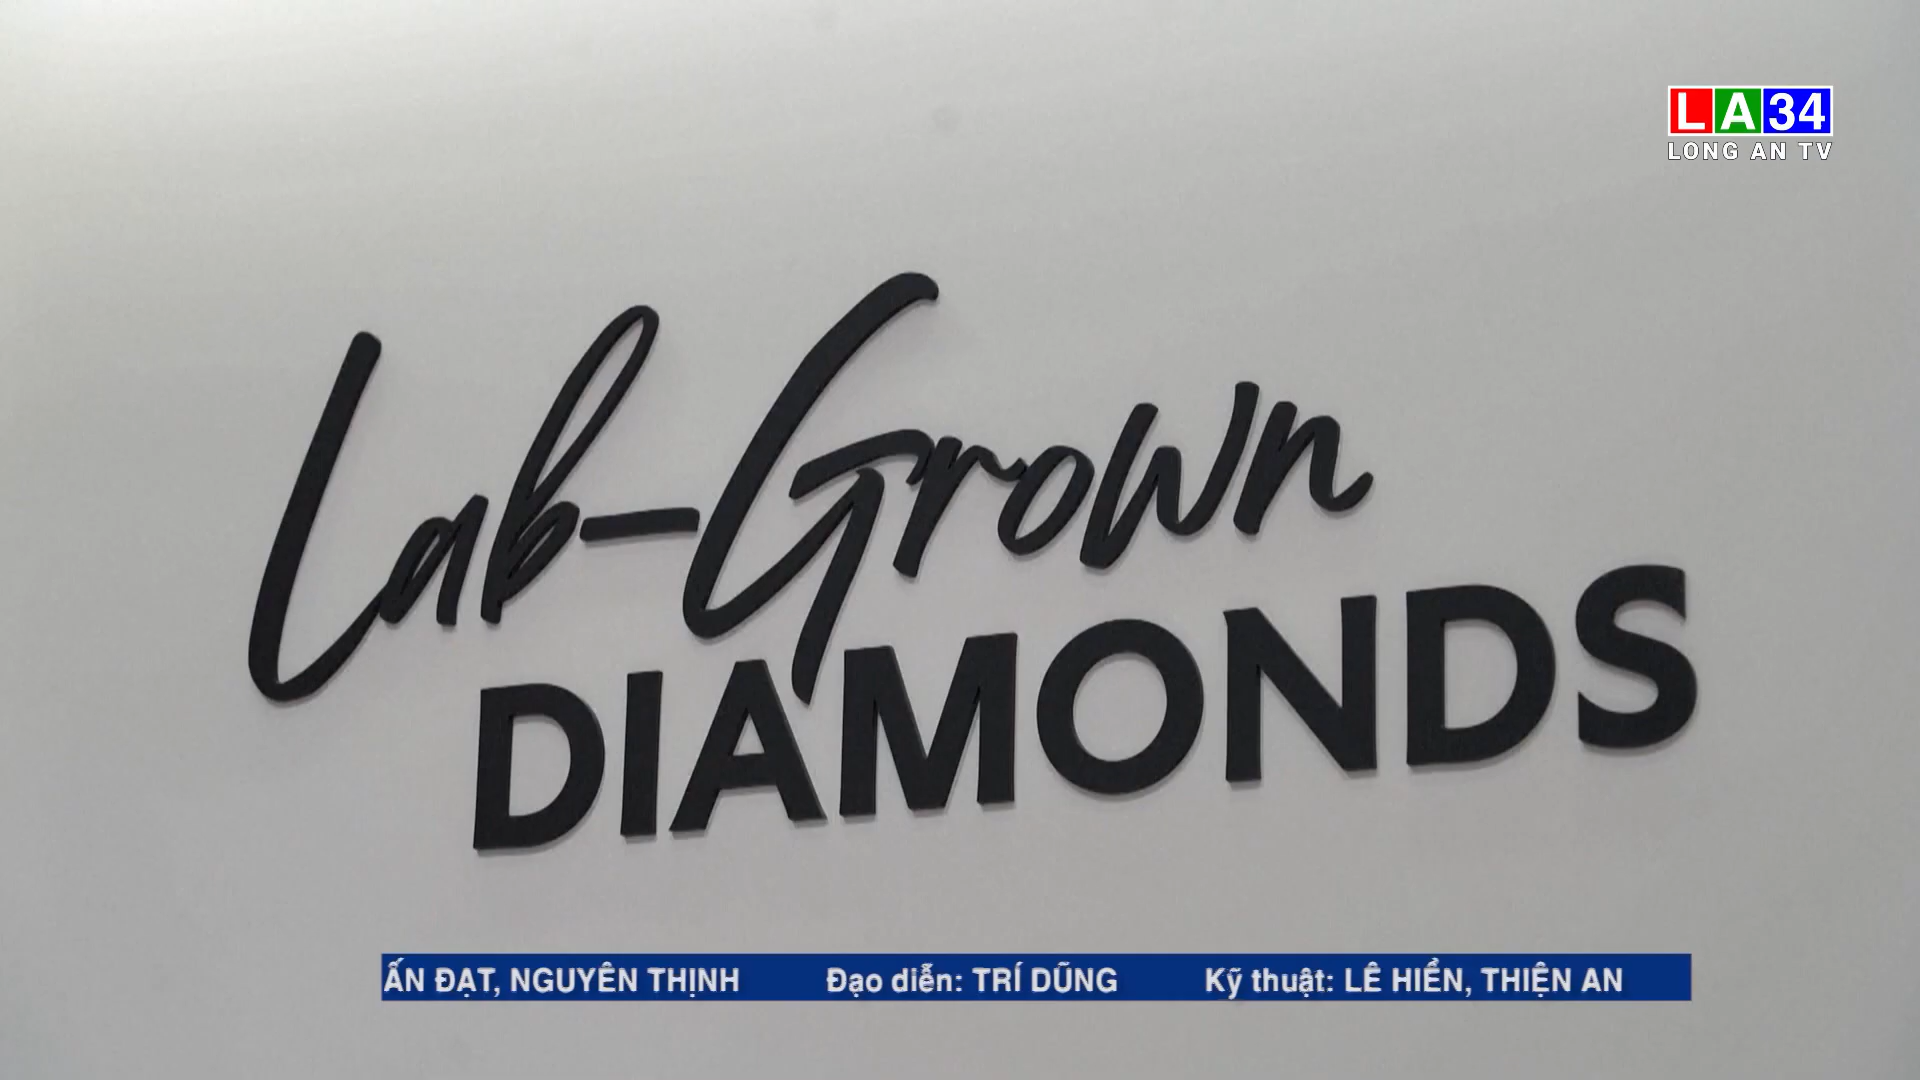 LA34
LONG AN TV
Lab-Grown
DIAMONDS
ẤN ĐẠT, NGUYÊN THỊNH Đạo diễn: TRÍ DŨNG Kỹ thuật: LÊ HIỂN, THIỆN AN